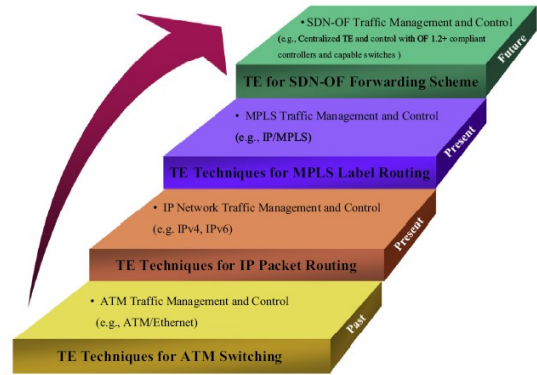 • SDN-OF Traffic Management and Control
(e.g., Centralized TE and control with OF 1.2+ compliant
controllers and capable switches )
TE for SDN-OF Forwarding Scheme
Future
• MPLS Traffic Management and Control
(e.g., IP/MPLS)
TE Techniques for MPLS Label Routing
Present
• IP Network Traffic Management and Control
(e.g. IPv4, IPv6)
TE Techniques for IP Packet Routing
Present
• ATM Traffic Management and Control
(e.g., ATM/Ethernet)
TE Techniques for ATM Switching
Past